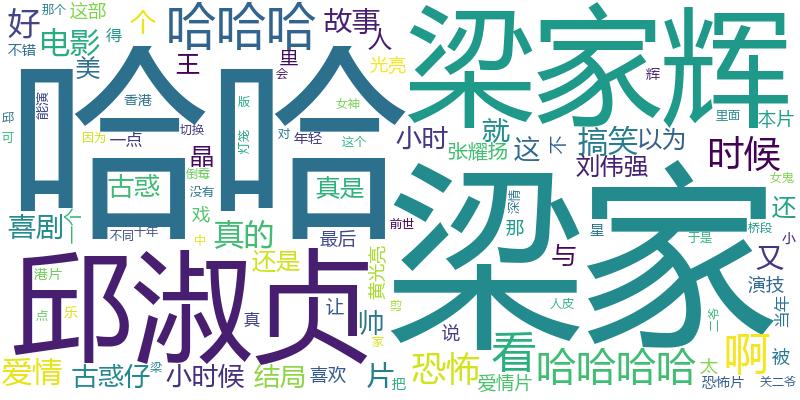 好
那个
这部
个
哈哈哈
故事
梁家辉
不错
电影
得
人
里
美
王
会
光亮
辉
哈哈
邱
可
能演
香港
版
女神
里面
因为
一点
切换
灯笼
对
年轻
这个
小时
就
这
不
搞笑
以为
本片
时候
张耀扬
刘伟强
晶
倒霉
古惑
没有
真是
梁家
女鬼
还
喜剧
戏
真的
不同
十年
中
最后
前世
深情
那
与
星
于是
桥段
小
又
邱淑贞
还是
港片
黄光亮
让
帅
说
剪
人皮
二爷
演技
当年
点
乐
真
家
看
啊
被
爱情
古惑仔
梁
小时候
结局
喜欢
片
把
恐怖
爱情片
哈哈哈哈
太
恐怖片
关二爷